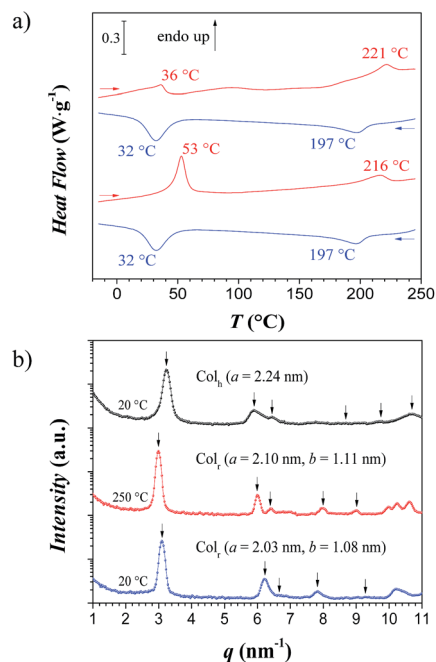 a)
0.3
endo up
221 °C
36 °C
32 °C
197 °C
53 °C
216 °C
32 °C
197 °C
Heat Flow (W·g⁻¹)
0 50 100 150 200 250
T (°C)
b)
Colₕ (a = 2.24 nm)
20 °C
Colᵣ (a = 2.10 nm, b = 1.11 nm)
250 °C
Colᵣ (a = 2.03 nm, b = 1.08 nm)
20 °C
Intensity (a.u.)
1 2 3 4 5 6 7 8 9 10 11
q (nm⁻¹)